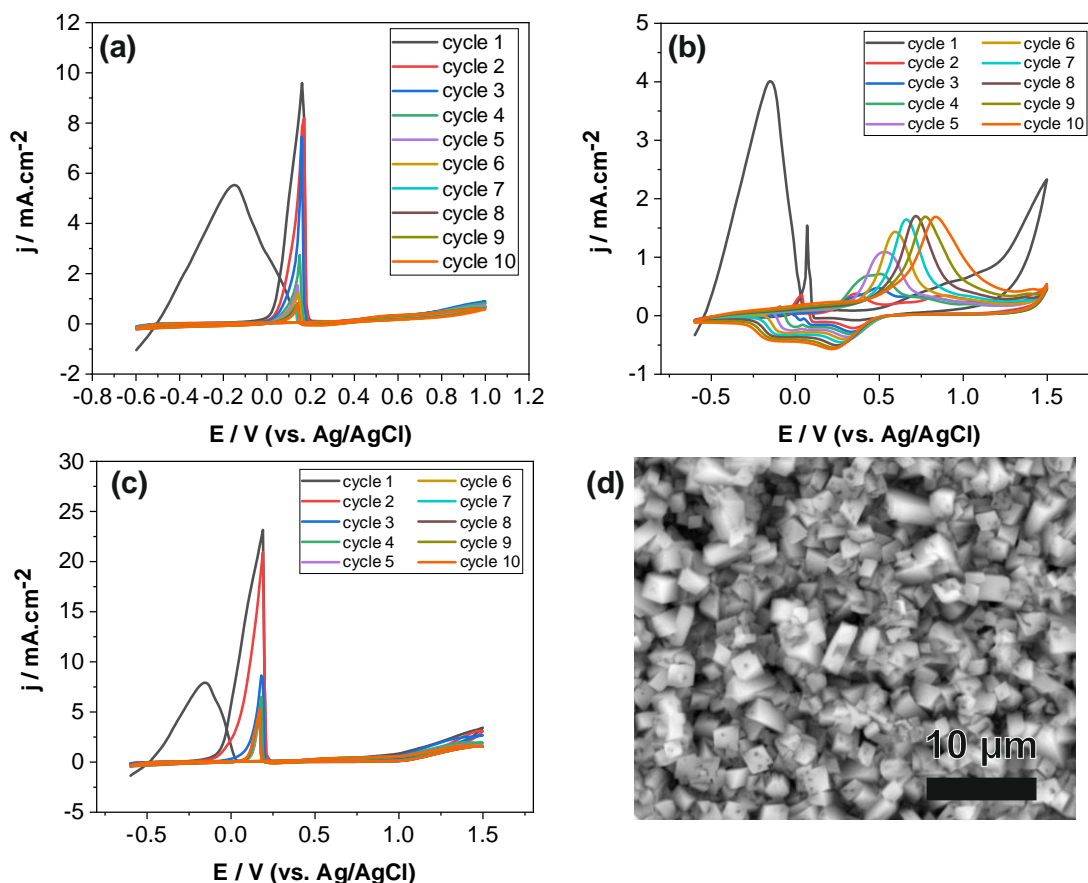 (a)
12
10
8
6
4
2
0
-2
j / mA.cm-2
-0.8 -0.6 -0.4 -0.2 0.0 0.2 0.4 0.6 0.8 1.0 1.2
E / V (vs. Ag/AgCl)
cycle 1
cycle 2
cycle 3
cycle 4
cycle 5
cycle 6
cycle 7
cycle 8
cycle 9
cycle 10
(b)
5
4
3
2
1
0
-1
j / mA.cm-2
-0.5 0.0 0.5 1.0 1.5
E / V (vs. Ag/AgCl)
cycle 1 cycle 6
cycle 2 cycle 7
cycle 3 cycle 8
cycle 4 cycle 9
cycle 5 cycle 10
(c)
30
25
20
15
10
5
0
-5
j / mA.cm-2
-0.5 0.0 0.5 1.0 1.5
E / V (vs. Ag/AgCl)
cycle 1 cycle 6
cycle 2 cycle 7
cycle 3 cycle 8
cycle 4 cycle 9
cycle 5 cycle 10
(d)
10 µm